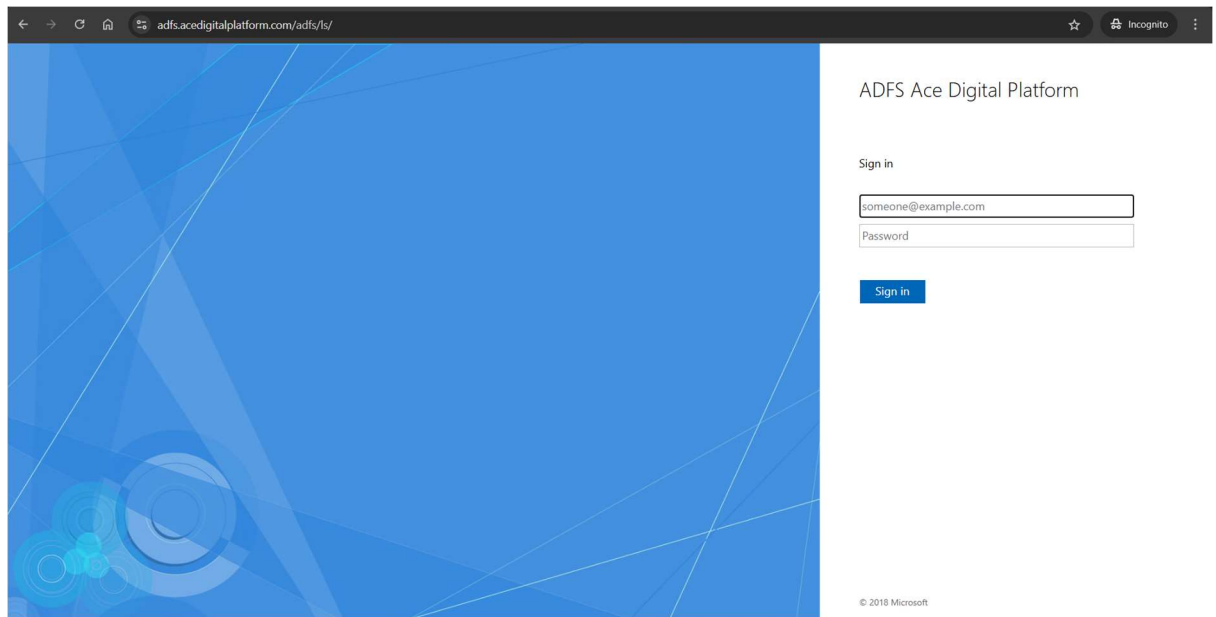 adfs.acedigitalplatform.com/adfs/ls/
Incognito
ADFS Ace Digital Platform
Sign in
someone@example.com
Password
Sign in
© 2018 Microsoft